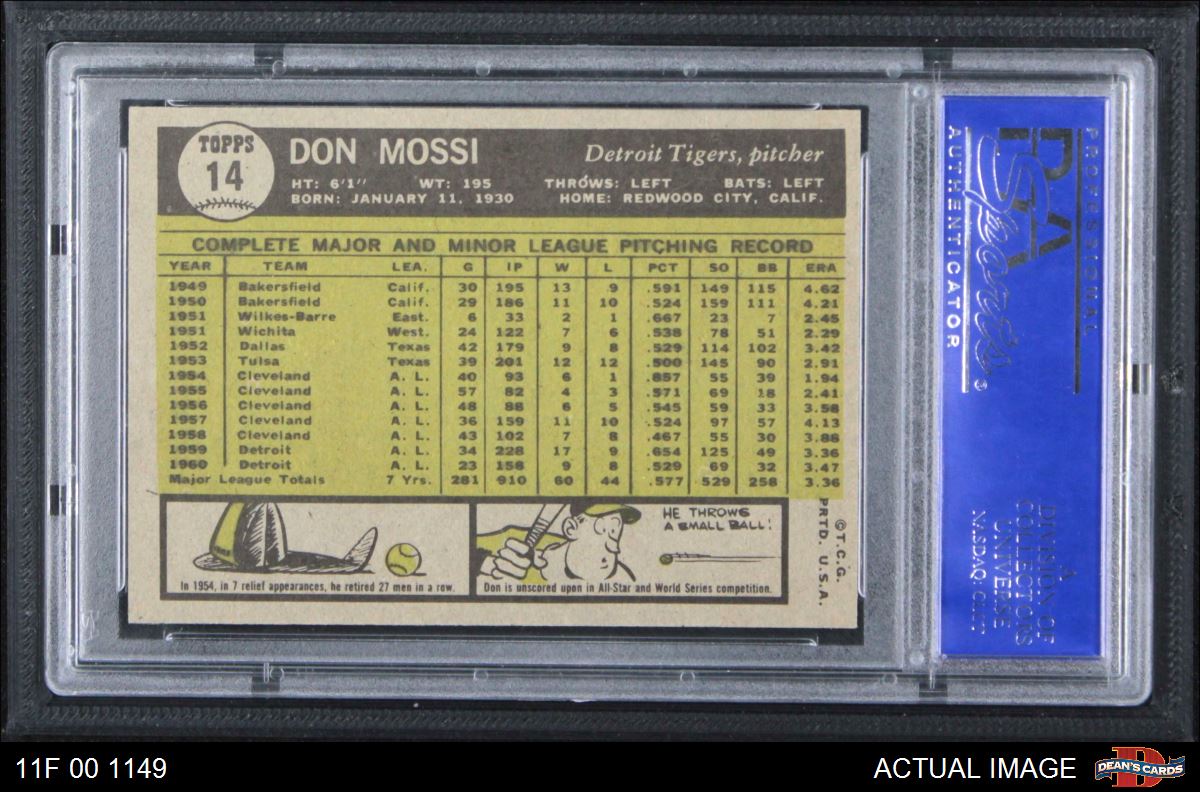 TOPPS
14
DON MOSSI
Detroit Tigers, pitcher
HT: 6'1" WT: 195 THROWS: LEFT BATS: LEFT
BORN: JANUARY 11, 1930 HOME: REDWOOD CITY, CALIF.
COMPLETE MAJOR AND MINOR LEAGUE PITCHING RECORD
YEAR TEAM LEA. G IP W L PCT SO BB ERA
1949 Bakersfield Calif. 30 195 13 9 .591 149 115 4.62
1950 Bakersfield Calif. 29 186 11 10 .524 159 111 4.21
1951 Wilkes-Barre East. 6 33 2 1 .667 23 7 2.45
1951 Wichita West. 24 122 7 6 .538 78 51 2.29
1952 Dallas Texas 42 179 9 8 .529 114 102 3.42
1953 Tulsa Texas 39 201 12 12 .500 145 90 2.91
1954 Cleveland A. L. 40 93 6 1 .857 55 39 1.94
1955 Cleveland A. L. 57 82 4 3 .571 69 18 2.41
1956 Cleveland A. L. 48 88 6 5 .545 59 33 3.58
1957 Cleveland A. L. 36 159 11 10 .524 97 57 4.13
1958 Cleveland A. L. 43 102 7 8 .467 55 30 3.88
1959 Detroit A. L. 34 228 17 9 .654 125 49 3.36
1960 Detroit A. L. 23 158 9 8 .529 69 32 3.47
Major League Totals 7 Yrs. 281 910 60 44 .577 529 258 3.36
In 1954, in 7 relief appearances, he retired 27 men in a row.
HE THROWS
A SMALL BALL!
Don is unscored upon in All-Star and World Series competition.
©T.C.G.
PRTD. U.S.A.
PROFESSIONAL
PSA
Sports
®
AUTHENTICATOR
A
DIVISION OF
COLLECTORS
UNIVERSE
NASDAQ: CLCT
11F 00 1149
ACTUAL IMAGE
DEAN'S CARDS